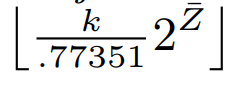 ⌊ k / .77351 2^Z̄ ⌋